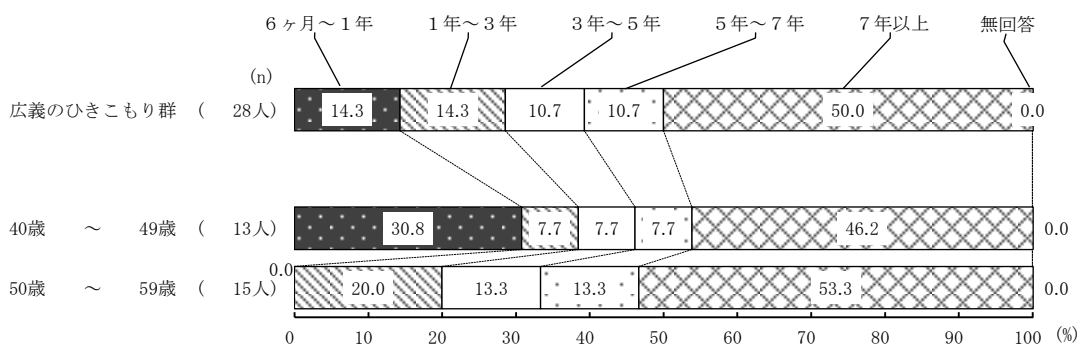 ６ヶ月～１年 １年～３年 ３年～５年 ５年～７年 ７年以上 無回答
(n)
広義のひきこもり群 ( 28人) 14.3 14.3 10.7 10.7 50.0 0.0
40歳 ～ 49歳 ( 13人) 30.8 7.7 7.7 7.7 46.2 0.0
0.0
50歳 ～ 59歳 ( 15人) 20.0 13.3 13.3 53.3 0.0
0 10 20 30 40 50 60 70 80 90 100 (%)